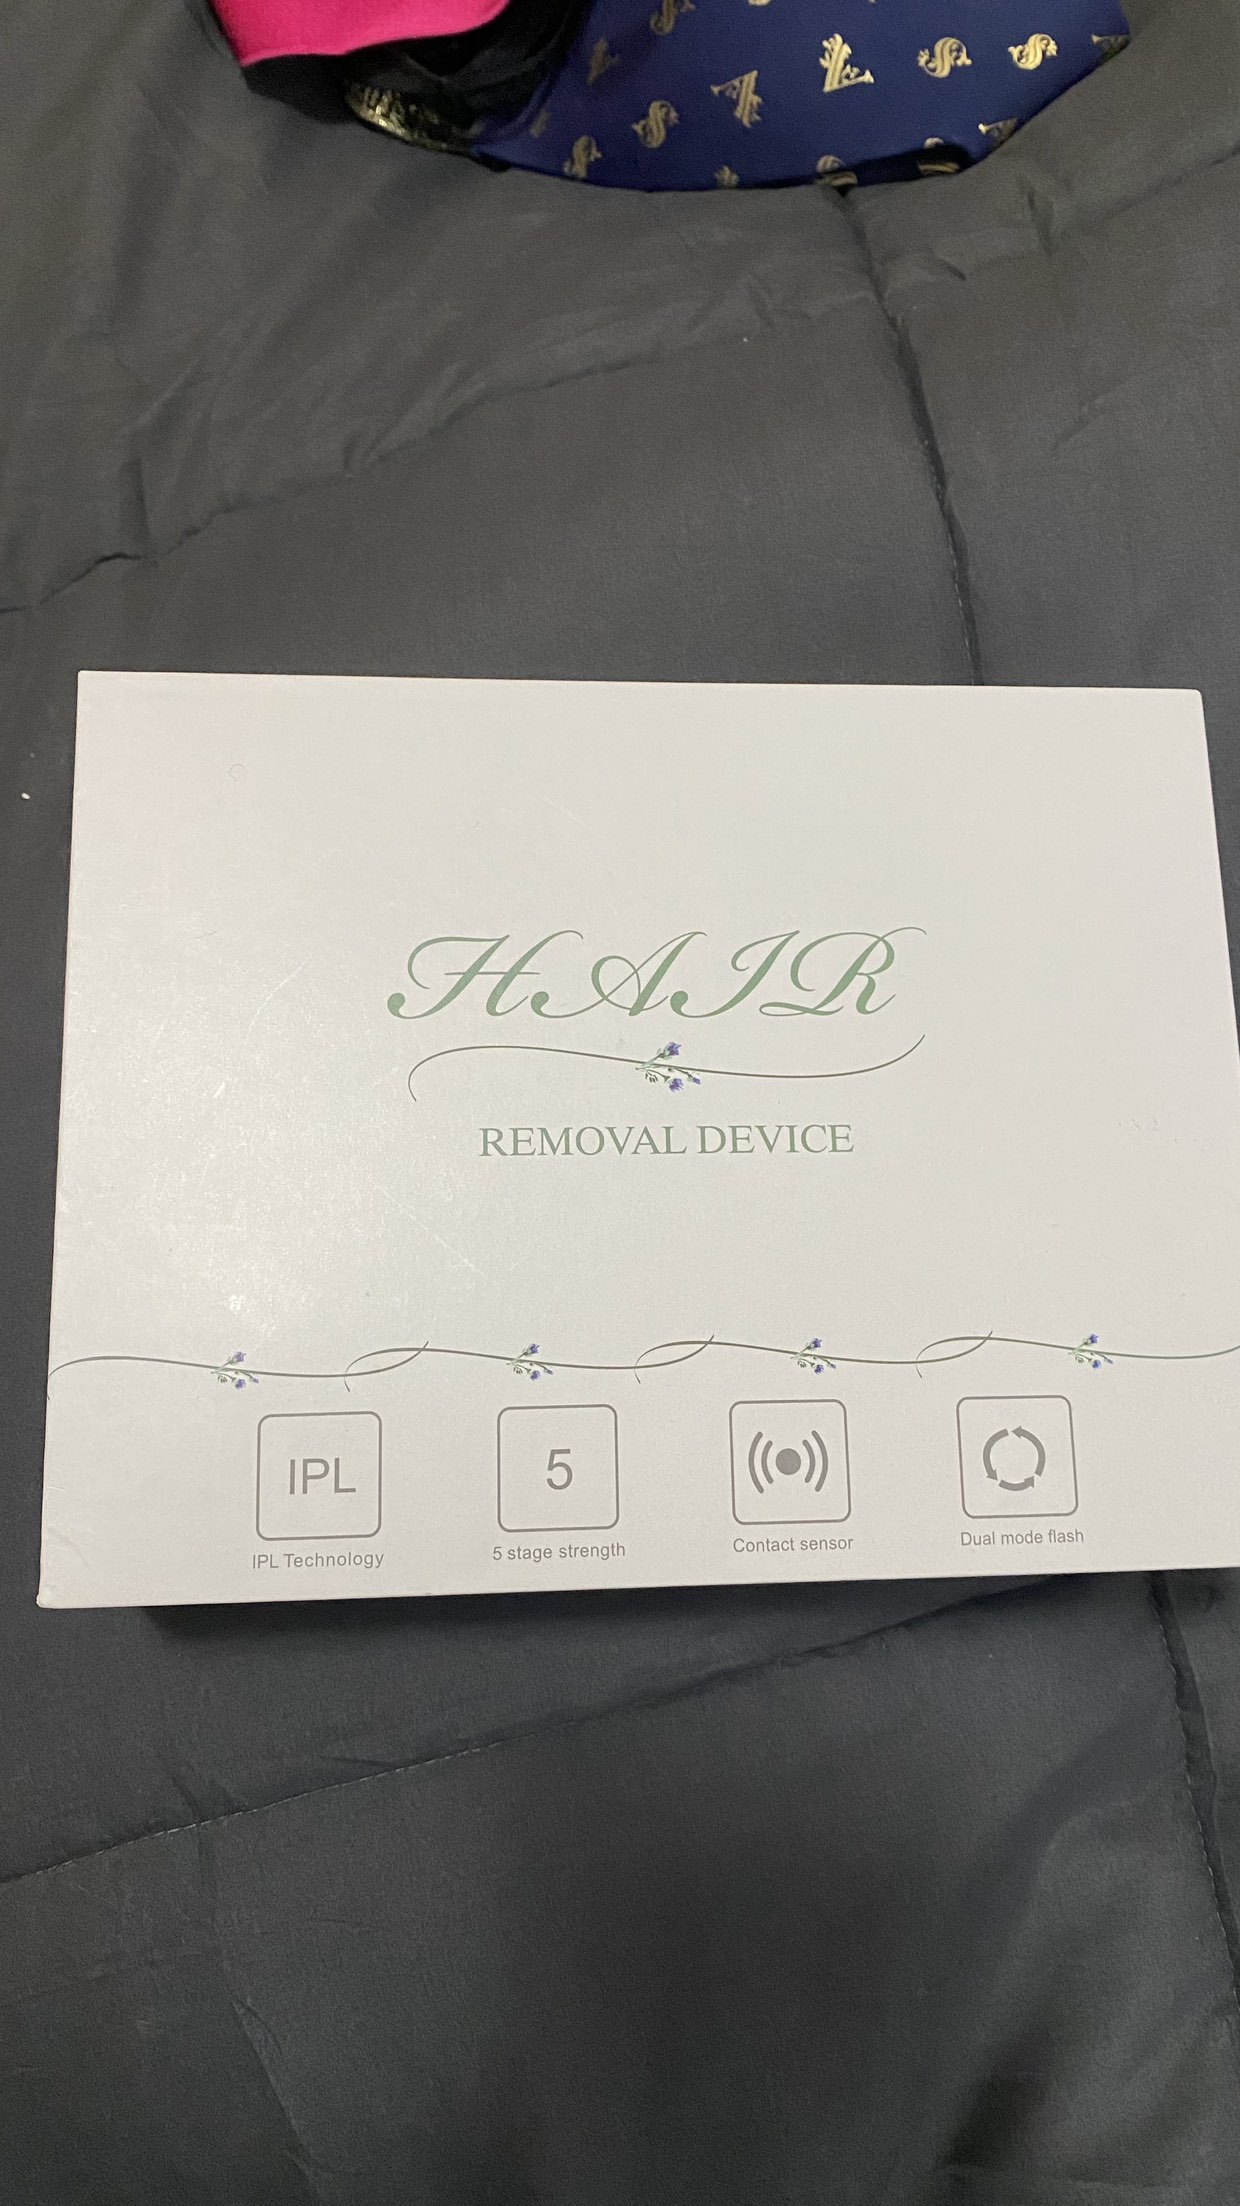 HAIR
REMOVAL DEVICE
IPL
5
IPL Technology
5 stage strength
Contact sensor
Dual mode flash